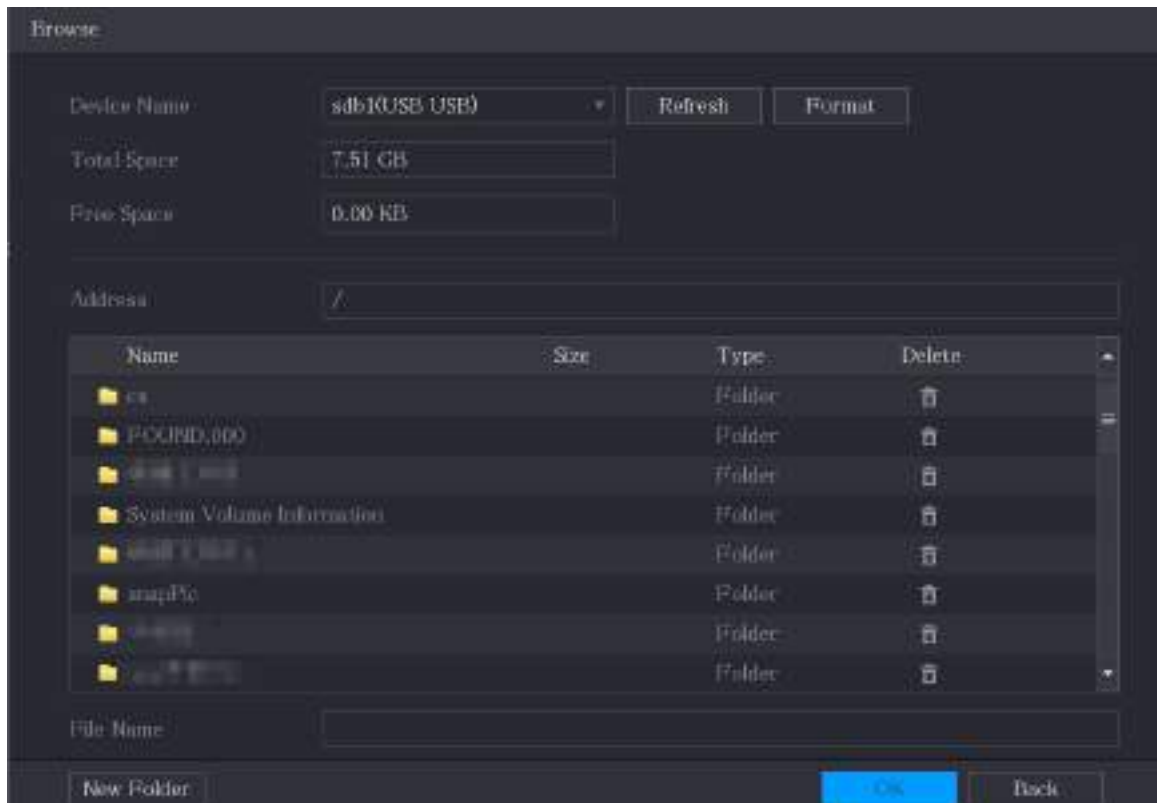 Browse
Device Name sdb1(USB USB) Refresh Format
Total Space 7.51 GB
Free Space 0.00 KB
Address /
Name Size Type Delete
Folder
FOUND.000 Folder
Folder
System Volume Information Folder
Folder
snapPic Folder
Folder
Folder
File Name
New Folder OK Back